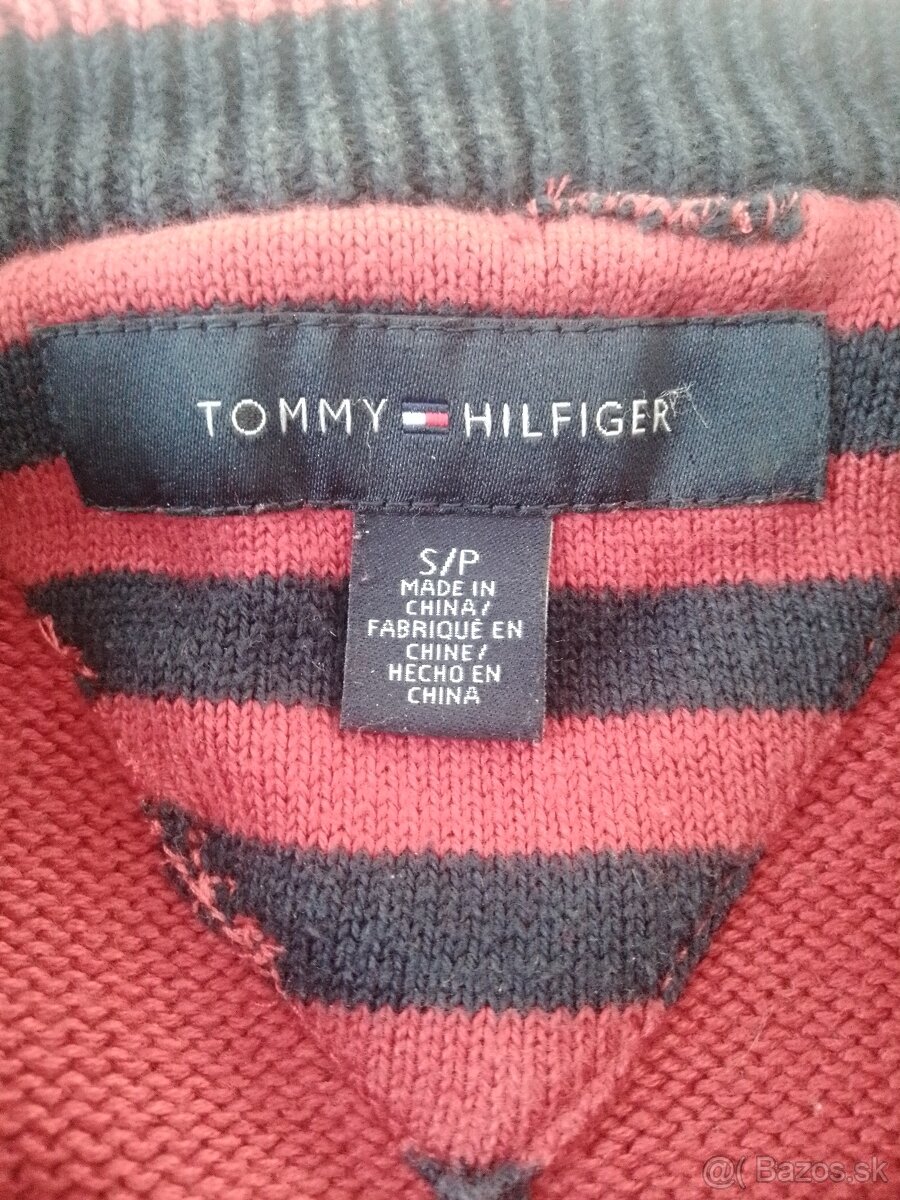 TOMMY HILFIGER
S/P
MADE IN
CHINA/
FABRIQUÉ EN
CHINE/
HECHO EN
CHINA
@( Bazos.sk